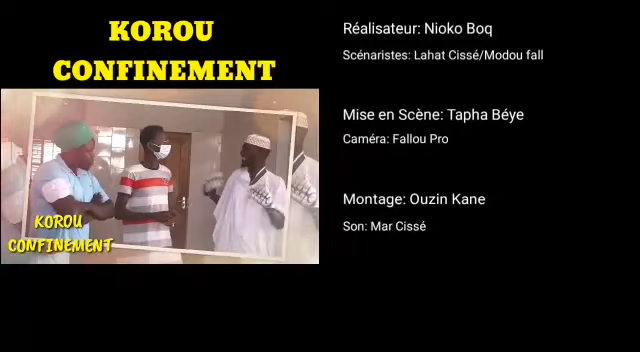 KOROU
CONFINEMENT
KOROU
CONFINEMENT
Réalisateur: Nioko Boq
Scénaristes: Lahat Cissé/Modou fall
Mise en Scène: Tapha Béye
Caméra: Fallou Pro
Montage: Ouzin Kane
Son: Mar Cissé